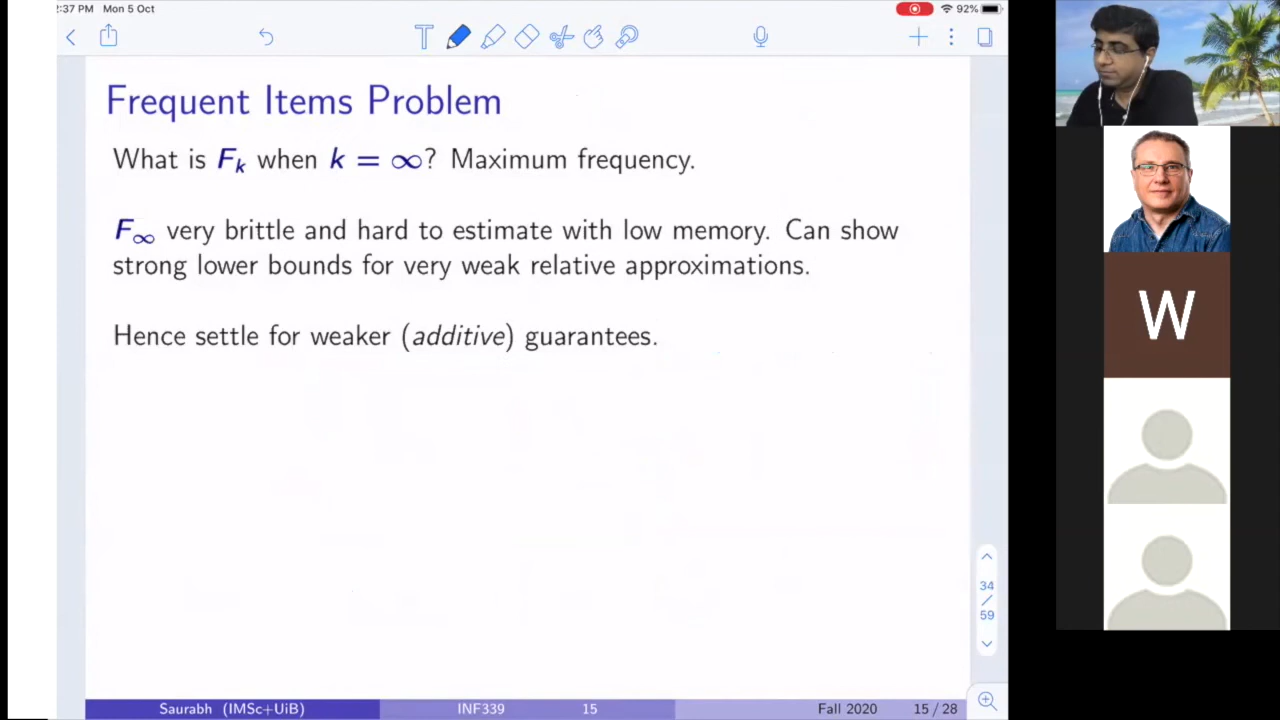 :37 PM Mon 5 Oct
92%
T
Frequent Items Problem
What is F_k when k = ∞? Maximum frequency.
F_∞ very brittle and hard to estimate with low memory. Can show
strong lower bounds for very weak relative approximations.
Hence settle for weaker (additive) guarantees.
34
/
59
Saurabh (IMSc+UiB)
INF339
15
Fall 2020
15 / 28
W